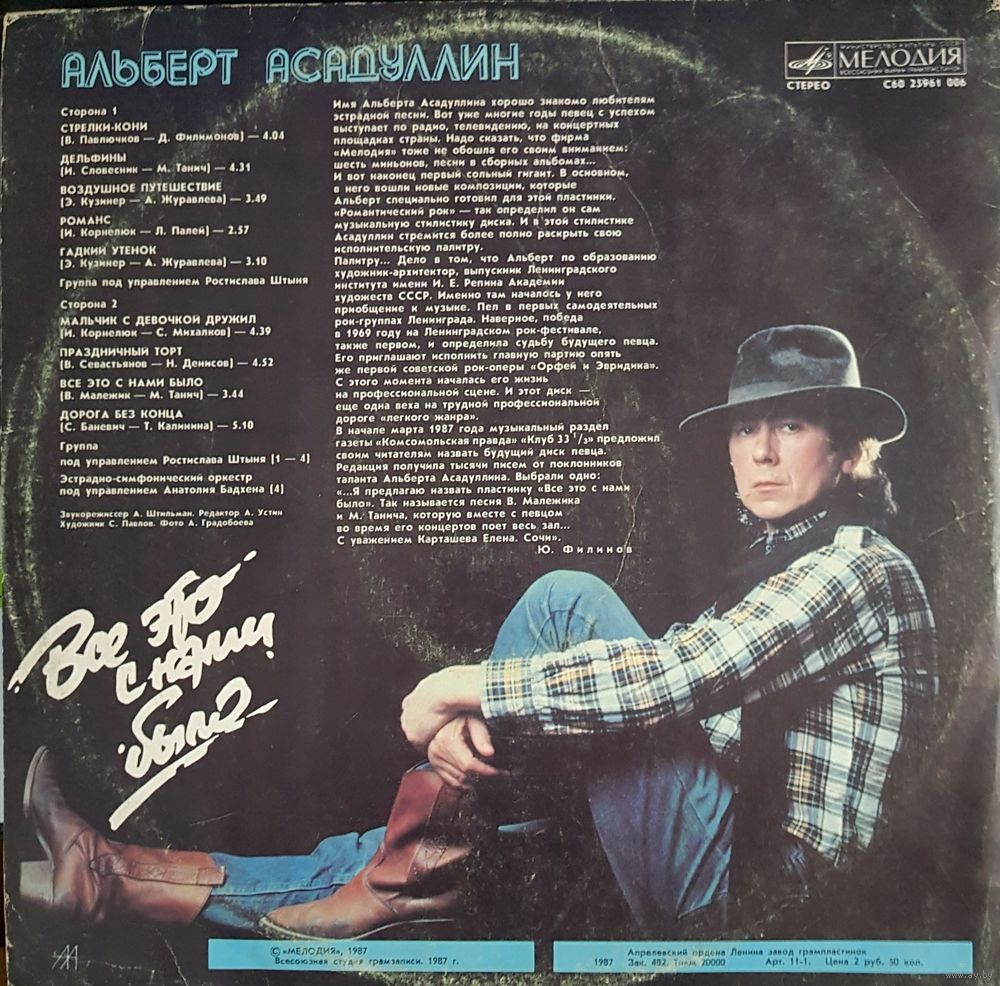 АЛЬБЕРТ АСАДУЛЛИН
МИНИСТЕРСТВО КУЛЬТУРЫ СССР
МЕЛОДИЯ
ВСЕСОЮЗНАЯ ФИРМА ГРАМПЛАСТИНОК
СТЕРЕО С60 25961 006
Сторона 1
СТРЕЛКИ-КОНИ
(В. Павлючков — Д. Филимонов) — 4.04
ДЕЛЬФИНЫ
(И. Словесник — М. Танич) — 4.31
ВОЗДУШНОЕ ПУТЕШЕСТВИЕ
(Э. Кузинер — А. Журавлева) — 3.49
РОМАНС
(И. Корнелюк — Л. Палей) — 2.57
ГАДКИЙ УТЕНОК
(Э. Кузинер — А. Журавлева) — 3.10
Группа под управлением Ростислава Штыня
Сторона 2
МАЛЬЧИК С ДЕВОЧКОЙ ДРУЖИЛ
(И. Корнелюк — С. Михалков) — 4.39
ПРАЗДНИЧНЫЙ ТОРТ
(В. Севастьянов — Н. Денисов) — 4.52
ВСЕ ЭТО С НАМИ БЫЛО
(В. Малежик — М. Танич) — 3.44
ДОРОГА БЕЗ КОНЦА
(С. Баневич — Т. Калинина) — 5.10
Группа
под управлением Ростислава Штыня (1 — 4)
Эстрадно-симфонический оркестр
под управлением Анатолия Бадхена (4)
Звукорежиссер А. Штильман. Редактор А. Устин
Художник С. Павлов. Фото А. Градобоева
Имя Альберта Асадуллина хорошо знакомо любителям
эстрадной песни. Вот уже многие годы певец с успехом
выступает по радио, телевидению, на концертных
площадках страны. Надо сказать, что фирма
«Мелодия» тоже не обошла его своим вниманием:
шесть миньонов, песни в сборных альбомах...
И вот наконец первый сольный гигант. В основном,
в него вошли новые композиции, которые
Альберт специально готовил для этой пластинки.
«Романтический рок» — так определил он сам
музыкальную стилистику диска. И в этой стилистике
Асадуллин стремится более полно раскрыть свою
исполнительскую палитру.
Палитру... Дело в том, что Альберт по образованию
художник-архитектор, выпускник Ленинградского
института имени И. Е. Репина Академии
художеств СССР. Именно там началось у него
приобщение к музыке. Пел в первых самодеятельных
рок-группах Ленинграда. Наверное, победа
в 1969 году на Ленинградском рок-фестивале,
также первом, и определила судьбу будущего певца.
Его приглашают исполнить главную партию опять
же первой советской рок-оперы «Орфей и Эвридика».
С этого момента началась его жизнь
на профессиональной сцене. И этот диск —
еще одна веха на трудной профессиональной
дороге «легкого жанра».
В начале марта 1987 года музыкальный раздел
газеты «Комсомольская правда» «Клуб 33 1/3» предложил
своим читателям назвать будущий диск певца.
Редакция получила тысячи писем от поклонников
таланта Альберта Асадуллина. Выбрали одно:
«...Я предлагаю назвать пластинку «Все это с нами
было». Так называется песня В. Малежика
и М. Танича, которую вместе с певцом
во время его концертов поет весь зал...
С уважением Карташева Елена. Сочи».
Ю. Филинов
Все это
с нами
было
© «МЕЛОДИЯ», 1987
Всесоюзная студия грамзаписи. 1987 г.
Апрелевский ордена Ленина завод грампластинок
1987 Зак. 482. Тираж 20000 Арт. 11-1. Цена 2 руб. 50 коп.
www.ay.by